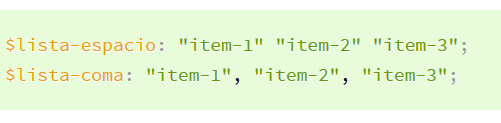 $lista-espacio: "item-1" "item-2" "item-3";
$lista-coma: "item-1", "item-2", "item-3";